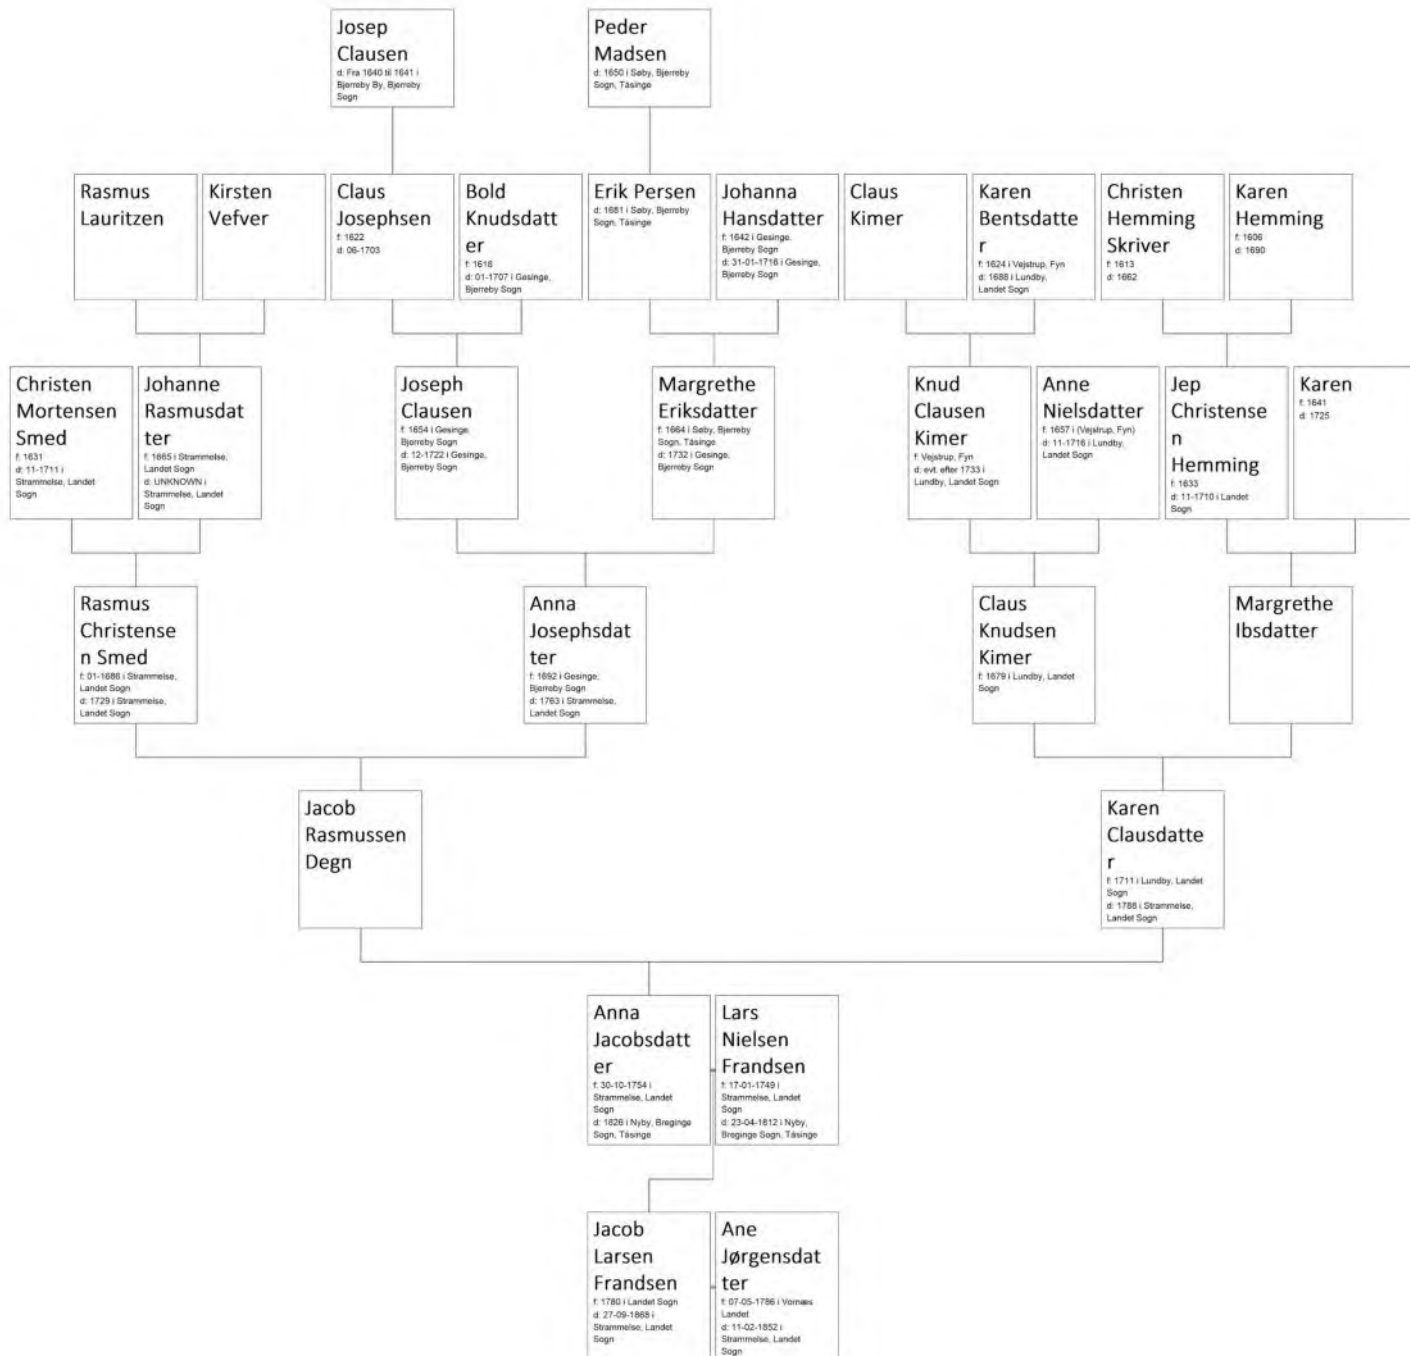 Josep
Clausen
d: Fra 1640 til 1641 i
Bjerreby By, Bjerreby
Sogn
Peder
Madsen
d: 1650 i Søby, Bjerreby
Sogn, Tåsinge
Rasmus
Lauritzen
Kirsten
Vefver
Claus
Josephsen
f: 1622
d: 06-1703
Bold
Knudsdatt
er
f: 1616
d: 01-1707 i Gesinge,
Bjerreby Sogn
Erik Persen
d: 1681 i Søby, Bjerreby
Sogn, Tåsinge
Johanna
Hansdatter
f: 1642 i Gesinge,
Bjerreby Sogn
d: 31-01-1716 i Gesinge,
Bjerreby Sogn
Claus
Kimer
Karen
Bentsdatte
r
f: 1624 i Vejstrup, Fyn
d: 1688 i Lundby,
Landet Sogn
Christen
Hemming
Skriver
f: 1613
d: 1662
Karen
Hemming
f: 1606
d: 1690
Christen
Mortensen
Smed
f: 1631
d: 11-1711 i
Strammelse, Landet
Sogn
Johanne
Rasmusdat
ter
f: 1665 i Strammelse,
Landet Sogn
d: UNKNOWN i
Strammelse, Landet
Sogn
Joseph
Clausen
f: 1654 i Gesinge,
Bjerreby Sogn
d: 12-1722 i Gesinge,
Bjerreby Sogn
Margrethe
Eriksdatter
f: 1664 i Søby, Bjerreby
Sogn, Tåsinge
d: 1732 i Gesinge,
Bjerreby Sogn
Knud
Clausen
Kimer
f: Vejstrup, Fyn
d: evt. efter 1733 i
Lundby, Landet Sogn
Anne
Nielsdatter
f: 1657 i (Vejstrup, Fyn)
d: 11-1716 i Lundby,
Landet Sogn
Jep
Christense
n
Hemming
f: 1633
d: 11-1710 i Landet
Sogn
Karen
f: 1641
d: 1725
Rasmus
Christense
n Smed
f: 01-1686 i Strammelse,
Landet Sogn
d: 1729 i Strammelse,
Landet Sogn
Anna
Josephsdat
ter
f: 1692 i Gesinge,
Bjerreby Sogn
d: 1763 i Strammelse,
Landet Sogn
Claus
Knudsen
Kimer
f: 1679 i Lundby, Landet
Sogn
Margrethe
Ibsdatter
Jacob
Rasmussen
Degn
Karen
Clausdatte
r
f: 1711 i Lundby, Landet
Sogn
d: 1788 i Strammelse,
Landet Sogn
Anna
Jacobsdatt
er
f: 30-10-1754 i
Strammelse, Landet
Sogn
d: 1826 i Nyby, Breginge
Sogn, Tåsinge
Lars
Nielsen
Frandsen
f: 17-01-1749 i
Strammelse, Landet
Sogn
d: 23-04-1812 i Nyby,
Breginge Sogn, Tåsinge
Jacob
Larsen
Frandsen
f: 1780 i Landet Sogn
d: 27-09-1868 i
Strammelse, Landet
Sogn
Ane
Jørgensdat
ter
f: 07-05-1786 i Vornæs
Landet
d: 11-02-1852 i
Strammelse, Landet
Sogn